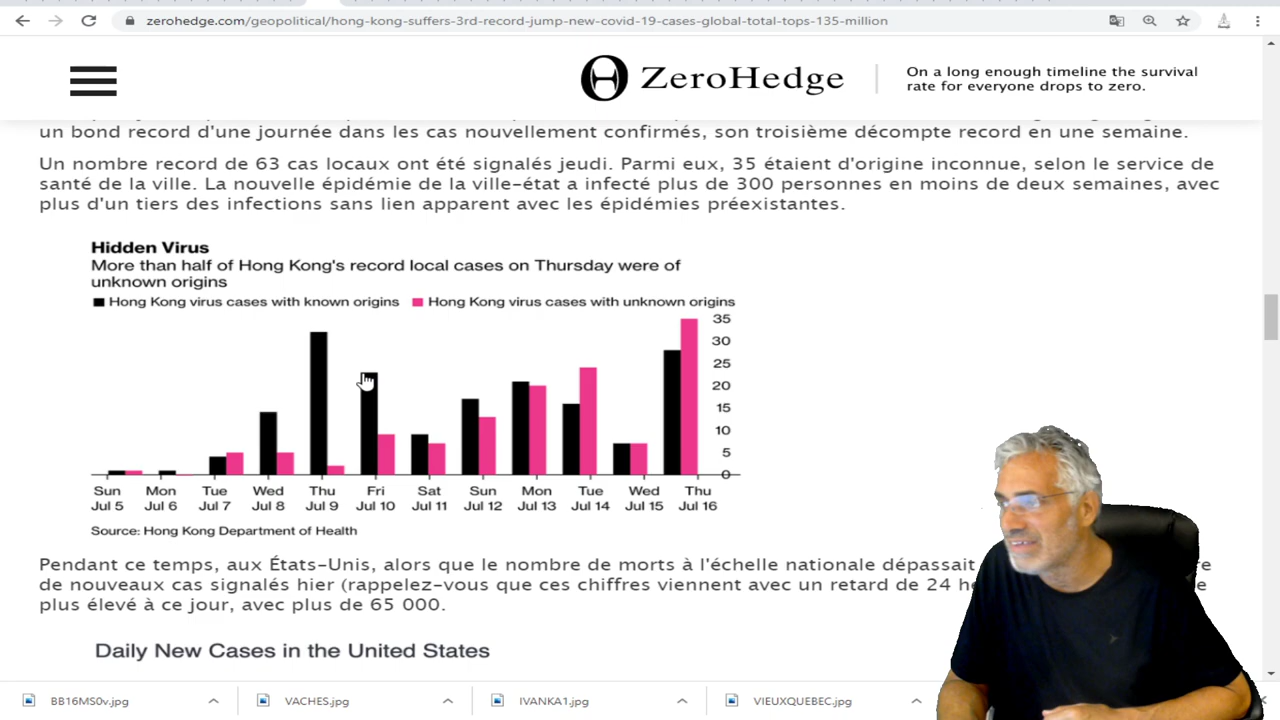 zerohedge.com/geopolitical/hong-kong-suffers-3rd-record-jump-new-covid-19-cases-global-total-tops-135-million
ZeroHedge
On a long enough timeline the survival
rate for everyone drops to zero.
un bond record d'une journée dans les cas nouvellement confirmés, son troisième décompte record en une semaine.
Un nombre record de 63 cas locaux ont été signalés jeudi. Parmi eux, 35 étaient d'origine inconnue, selon le service de
santé de la ville. La nouvelle épidémie de la ville-état a infecté plus de 300 personnes en moins de deux semaines, avec
plus d'un tiers des infections sans lien apparent avec les épidémies préexistantes.
Hidden Virus
More than half of Hong Kong's record local cases on Thursday were of
unknown origins
Hong Kong virus cases with known origins Hong Kong virus cases with unknown origins
35
30
25
20
15
10
5
0
Sun Mon Tue Wed Thu Fri Sat Sun Mon Tue Wed Thu
Jul 5 Jul 6 Jul 7 Jul 8 Jul 9 Jul 10 Jul 11 Jul 12 Jul 13 Jul 14 Jul 15 Jul 16
Source: Hong Kong Department of Health
Pendant ce temps, aux États-Unis, alors que le nombre de morts à l'échelle nationale dépassait
de nouveaux cas signalés hier (rappelez-vous que ces chiffres viennent avec un retard de 24
plus élevé à ce jour, avec plus de 65 000.
Daily New Cases in the United States
BB16MS0v.jpg VACHES.jpg IVANKA1.jpg VIEUXQUEBEC.jpg